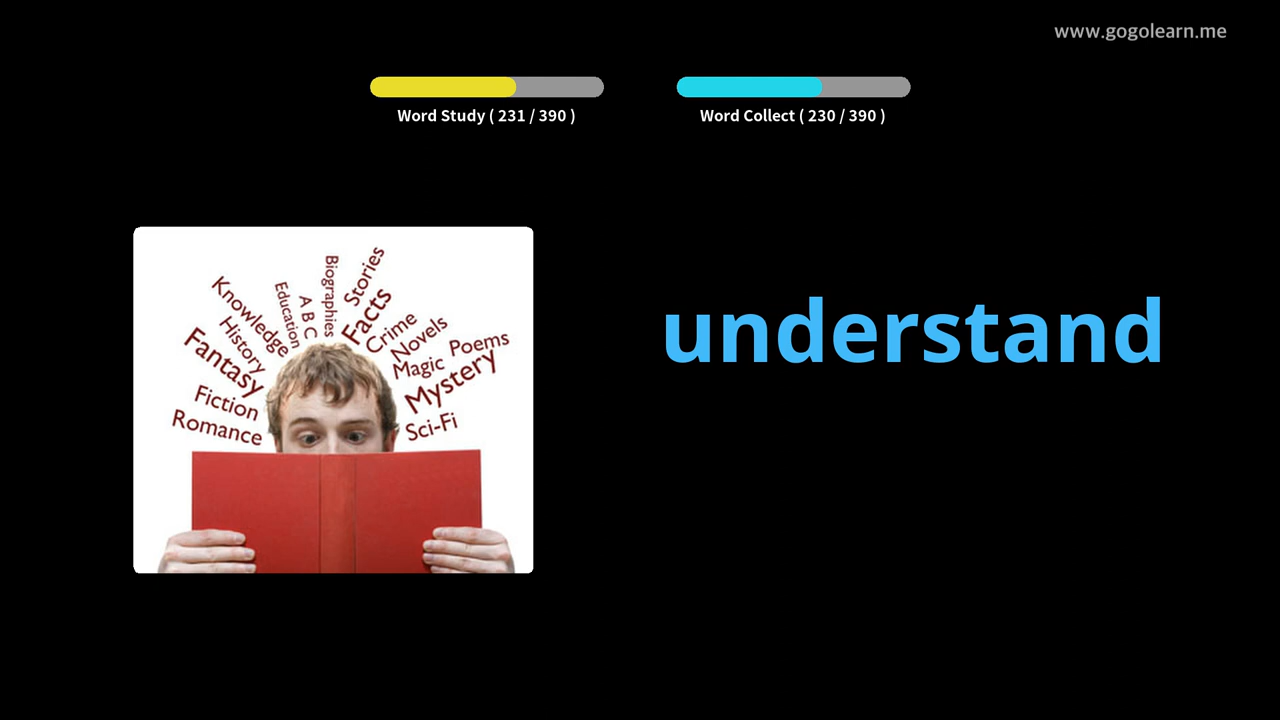 www.gogolearn.me
Word Study ( 231 / 390 )
Word Collect ( 230 / 390 )
understand
Romance
Fiction
Fantasy
History
Knowledge
Education
A B C
Biographies
Stories
Facts
Crime
Novels
Magic
Poems
Mystery
Sci-Fi